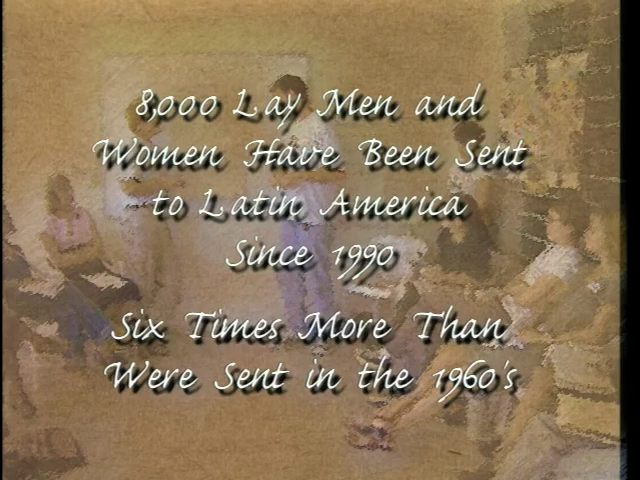 8,000 Lay Men and
Women Have Been Sent
to Latin America
Since 1990
Six Times More Than
Were Sent in the 1960's